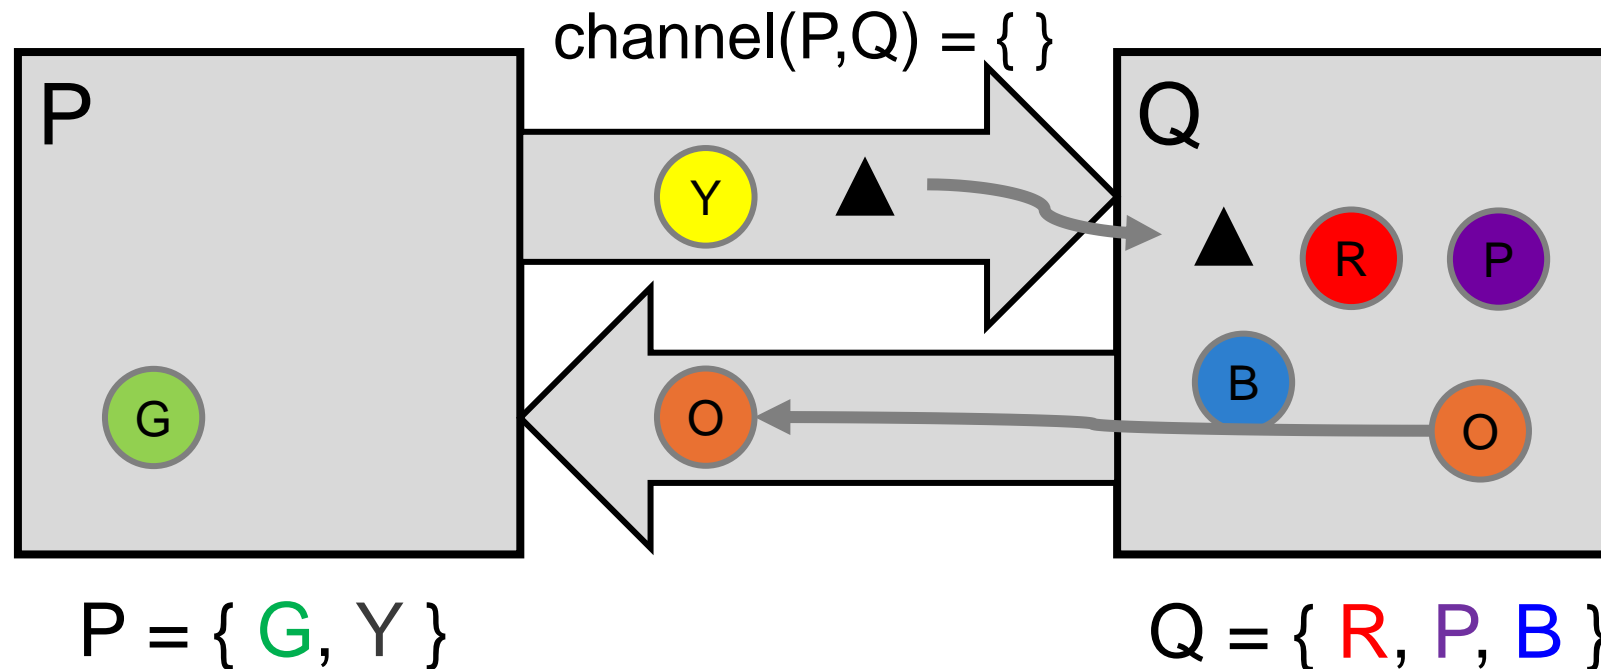 channel(P,Q) = { }
P
Q
Y
R
P
B
G
O
O
P = { G, Y }
Q = { R, P, B }